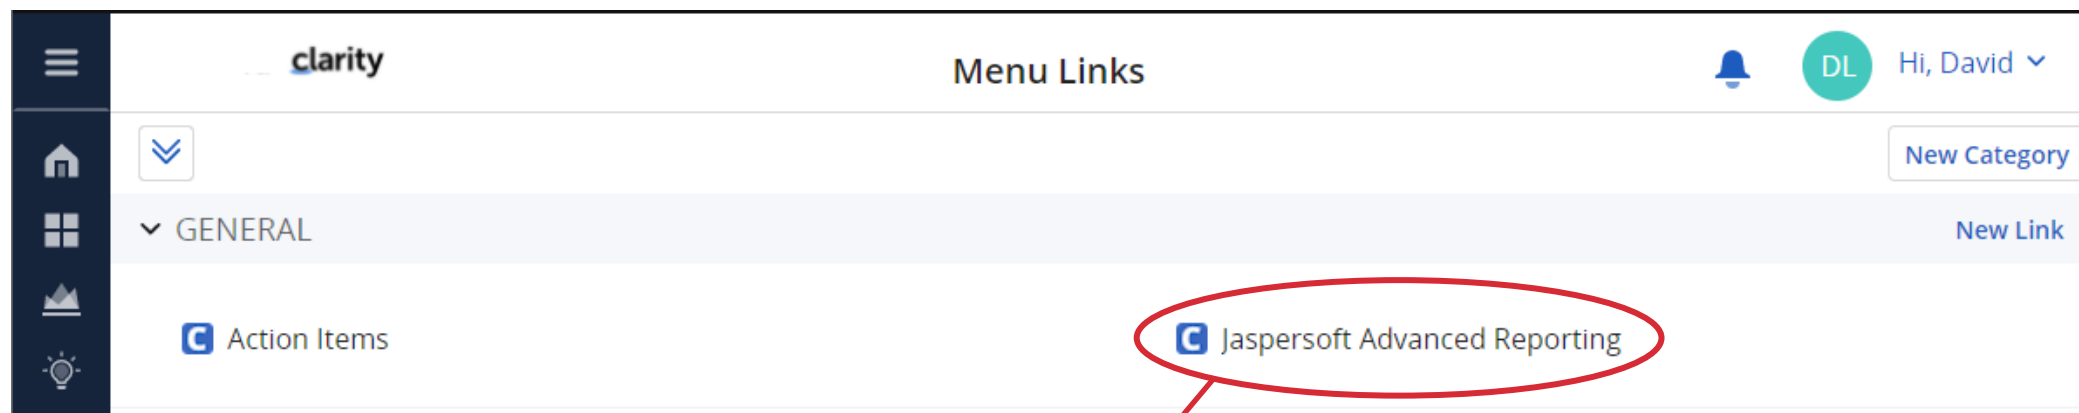 clarity
Menu Links
DL
Hi, David
New Category
GENERAL
New Link
C Action Items
C Jaspersoft Advanced Reporting